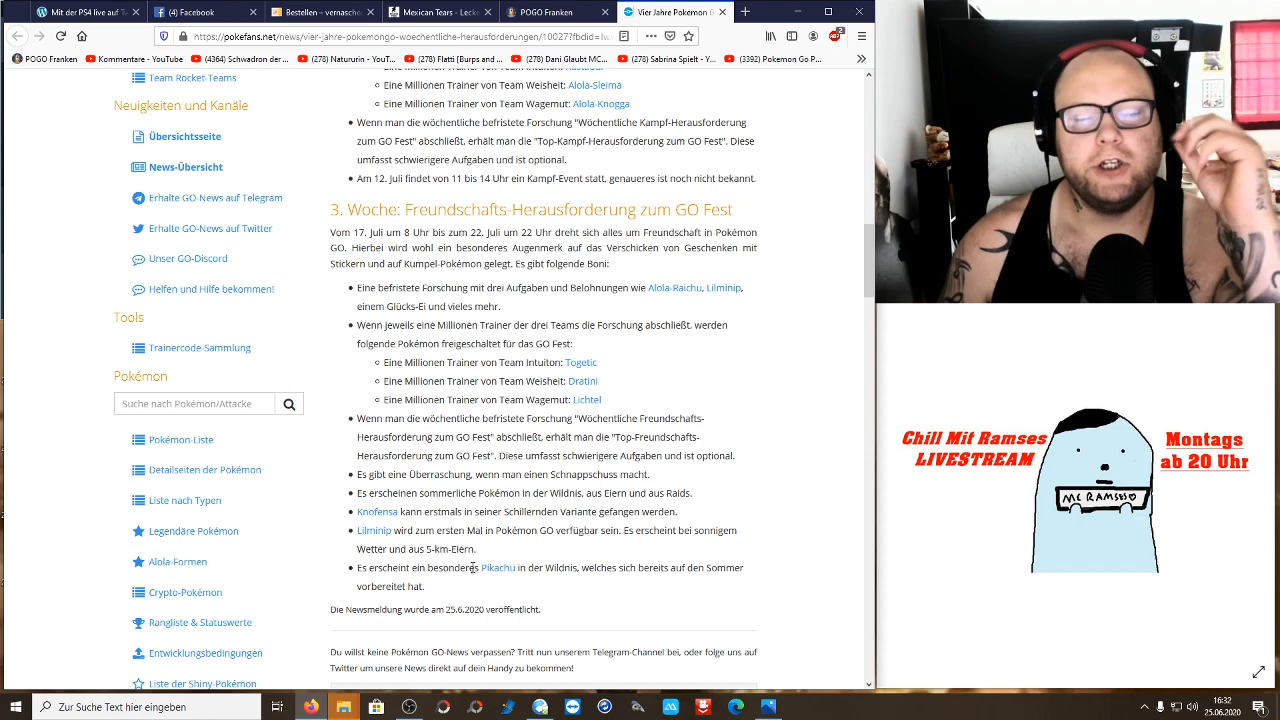 Mit der PS4 live auf Tw
(4) Facebook
Bestellen – vernasche
Mexican Tears - Lecke
POGO Franken
Vier Jahre Pokemon G
https://pokefans.net/news/vier-jahre-pokemongo-woechentliche-herausforderungen/10027?fbclid=Iw
POGO Franken
Kommentare - YouTube
(4364) Schwadron der ...
(278) Natururin - YouT...
(278) Flatti [Burps and ...
(278) Dani Glaubt MC...
(278) Sabrina Spielt - Y...
(3392) Pokemon Go P...
Team Rocket-Teams
Neuigkeiten und Kanäle
Übersichtsseite
News-Übersicht
Erhalte GO-News auf Telegram
Erhalte GO-News auf Twitter
Unser GO-Discord
Helfen und Hilfe bekommen!
Tools
Trainercode-Sammlung
Pokémon
Suche nach Pokémon/Attacke
Pokémon-Liste
Detailseiten der Pokémon
Liste nach Typen
Legendäre Pokémon
Alola-Formen
Crypto-Pokémon
Rangliste & Statuswerte
Entwicklungsbedingungen
Liste der Shiny-Pokémon
Eine Millionen Trainer von Team Weisheit: Alola-Sleima
Eine Millionen Trainer von Team Wagemut: Alola-Knogga
Wenn man die wöchentliche befristete Forschung "Wöchentliche Kampf-Herausforderung
zum GO Fest" abschließt, erhält man die "Top-Kampf-Herausforderung zum GO Fest". Diese
umfasst schwierigere Aufgaben und ist optional.
Am 12. Juli findet von 11 bis 14 Uhr ein Kampf-Event statt, genaueres ist noch nicht bekannt.
3. Woche: Freundschafts-Herausforderung zum GO Fest
Vom 17. Juli um 8 Uhr bis zum 22. Juli um 22 Uhr dreht sich alles um Freundschaft in Pokémon
GO. Hierbei wird wohl ein besonderes Augenmerk auf das Verschicken von Geschenken mit
Stickern und auf Kumpel-Pokémon gelegt. Es gibt folgende Boni:
Eine befristete Forschung mit drei Aufgaben und Belohnungen wie Alola-Raichu, Lilminip,
einem Glücks-Ei und vieles mehr.
Wenn jeweils eine Millionen Trainer der drei Teams die Forschung abschließt, werden
folgende Pokémon freigeschaltet für das GO Fest:
Eine Millionen Trainer von Team Intuiton: Togetic
Eine Millionen Trainer von Team Weisheit: Dratini
Eine Millionen Trainer von Team Wagemut: Lichtel
Wenn man die wöchentliche befristete Forschung "Wöchentliche Freundschafts-
Herausforderung zum GO Fest" abschließt, erhält man die "Top-Freundschafts-
Herausforderung zum GO Fest". Diese umfasst schwierigere Aufgaben und ist optional.
Es gibt eine Überraschung, wenn man einen Schnappschuss macht.
Es erscheinen sommerliche Pokémon in der Wildnis, aus Eiern und aus Raids.
Knofensa kann erstmals in seiner Schillernden Variante gefangen werden.
Lilminip wird zum ersten Mal in Pokémon GO verfügbar sein. Es erscheint bei sonnigem
Wetter und aus 5-km-Eiern.
Es erscheint ein besonderes Pikachu in der Wildnis, welches sich bereits auf den Sommer
vorbereitet hat.
Die Newsmeldung wurde am 25.6.2020 veröffentlicht.
Du willst keine Pokémon GO-News verpassen? Tritt nun unserem Telegram-Channel bei, oder folge uns auf
Twitter um unsere News direkt auf dein Handy zu bekommen!
Chill Mit Ramses
LIVESTREAM
MC RAMSES
Montags
ab 20 Uhr
Zur Suche Text hier eingeben
16:32
25.06.2020